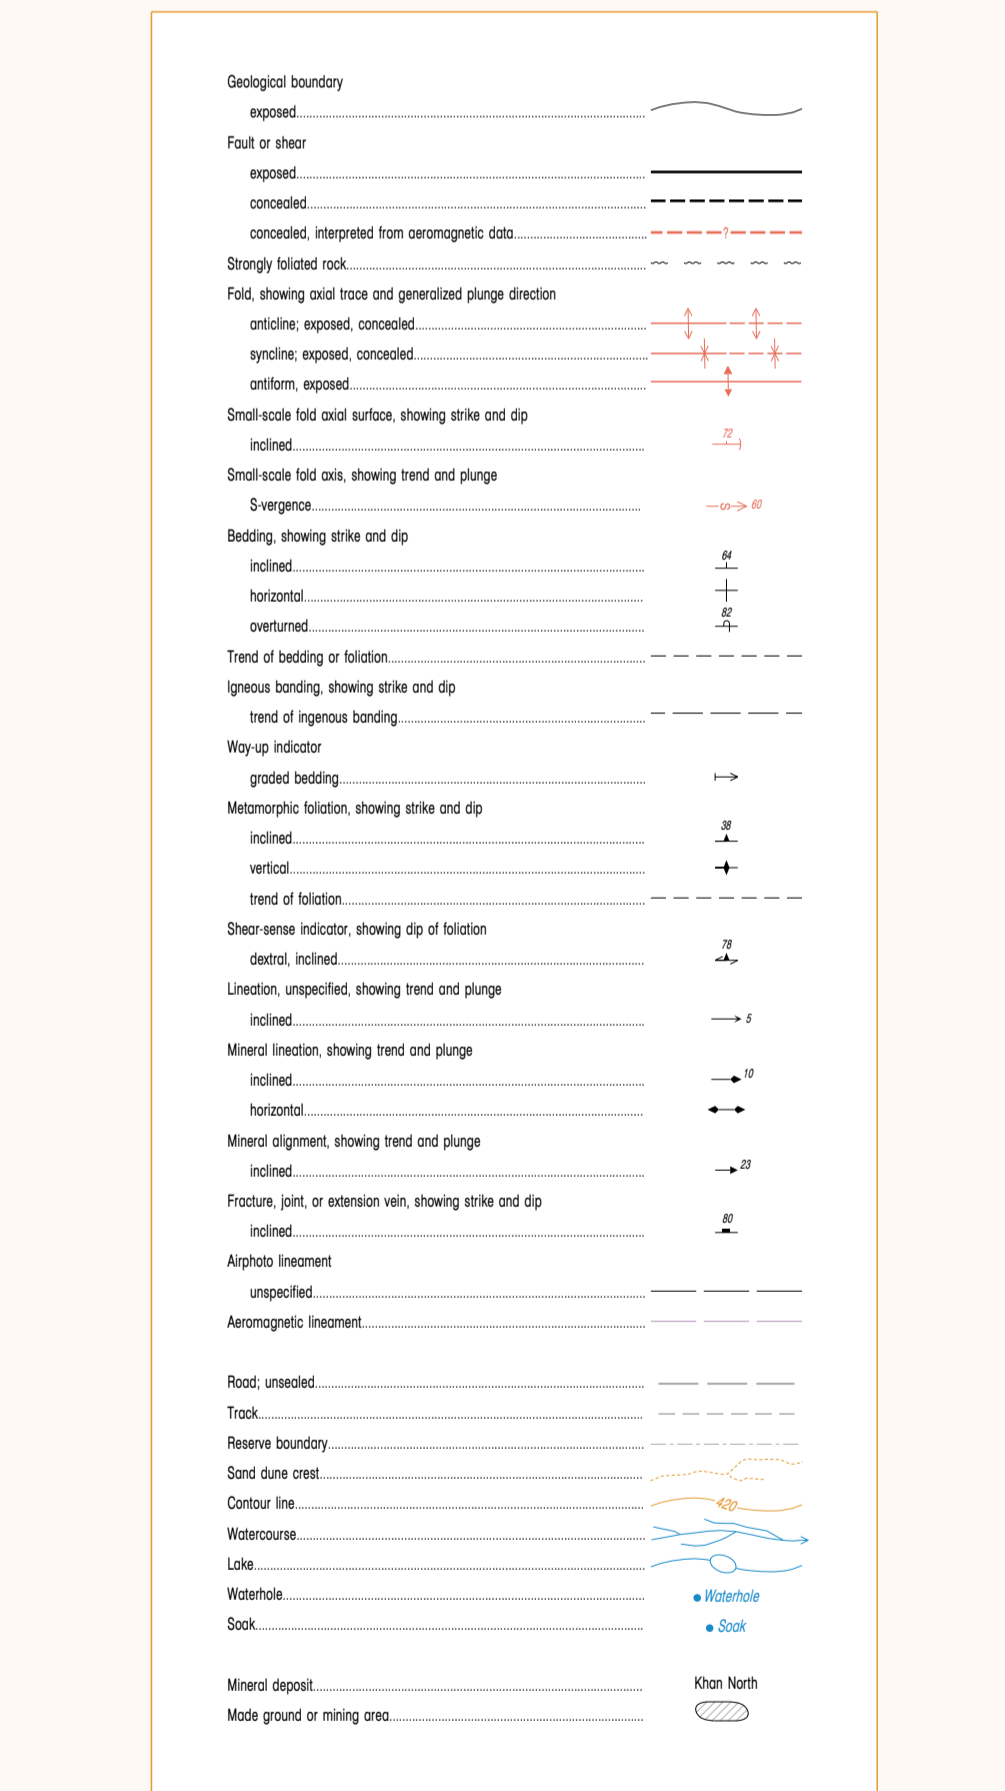 Geological boundary
exposed
Fault or shear
exposed
concealed
concealed, interpreted from aeromagnetic data ?
Strongly foliated rock
Fold, showing axial trace and generalized plunge direction
anticline; exposed, concealed
syncline; exposed, concealed
antiform, exposed
Small-scale fold axial surface, showing strike and dip
inclined 72
Small-scale fold axis, showing trend and plunge
S-vergence S 60
Bedding, showing strike and dip
inclined 64
horizontal
overturned 82
Trend of bedding or foliation
Igneous banding, showing strike and dip
trend of ingenous banding
Way-up indicator
graded bedding
Metamorphic foliation, showing strike and dip
inclined 38
vertical
trend of foliation
Shear-sense indicator, showing dip of foliation
dextral, inclined 78
Lineation, unspecified, showing trend and plunge
inclined 5
Mineral lineation, showing trend and plunge
inclined 10
horizontal
Mineral alignment, showing trend and plunge
inclined 23
Fracture, joint, or extension vein, showing strike and dip
inclined 80
Airphoto lineament
unspecified
Aeromagnetic lineament
Road; unsealed
Track
Reserve boundary
Sand dune crest
Contour line 420
Watercourse
Lake
Waterhole Waterhole
Soak Soak
Mineral deposit Khan North
Made ground or mining area